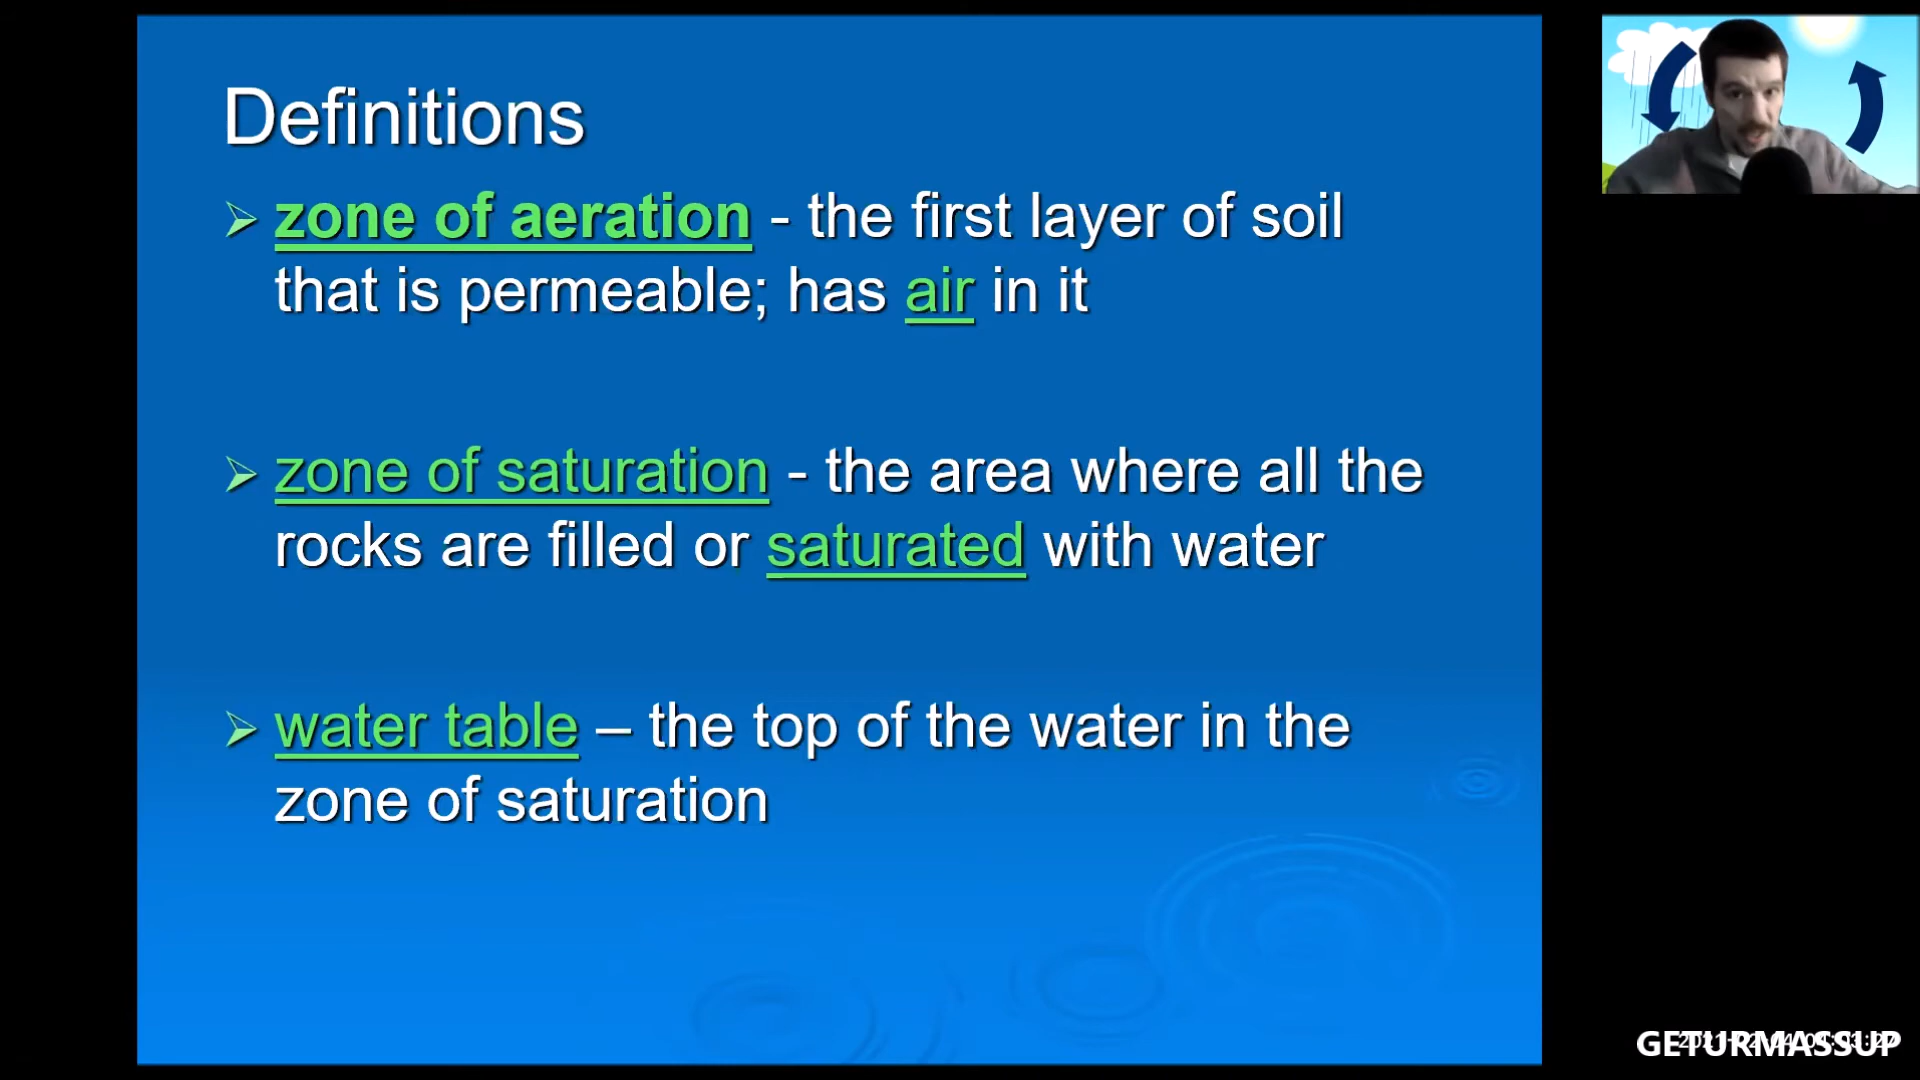 Definitions
zone of aeration - the first layer of soil
that is permeable; has air in it
zone of saturation - the area where all the
rocks are filled or saturated with water
water table – the top of the water in the
zone of saturation
GETURMASSUP